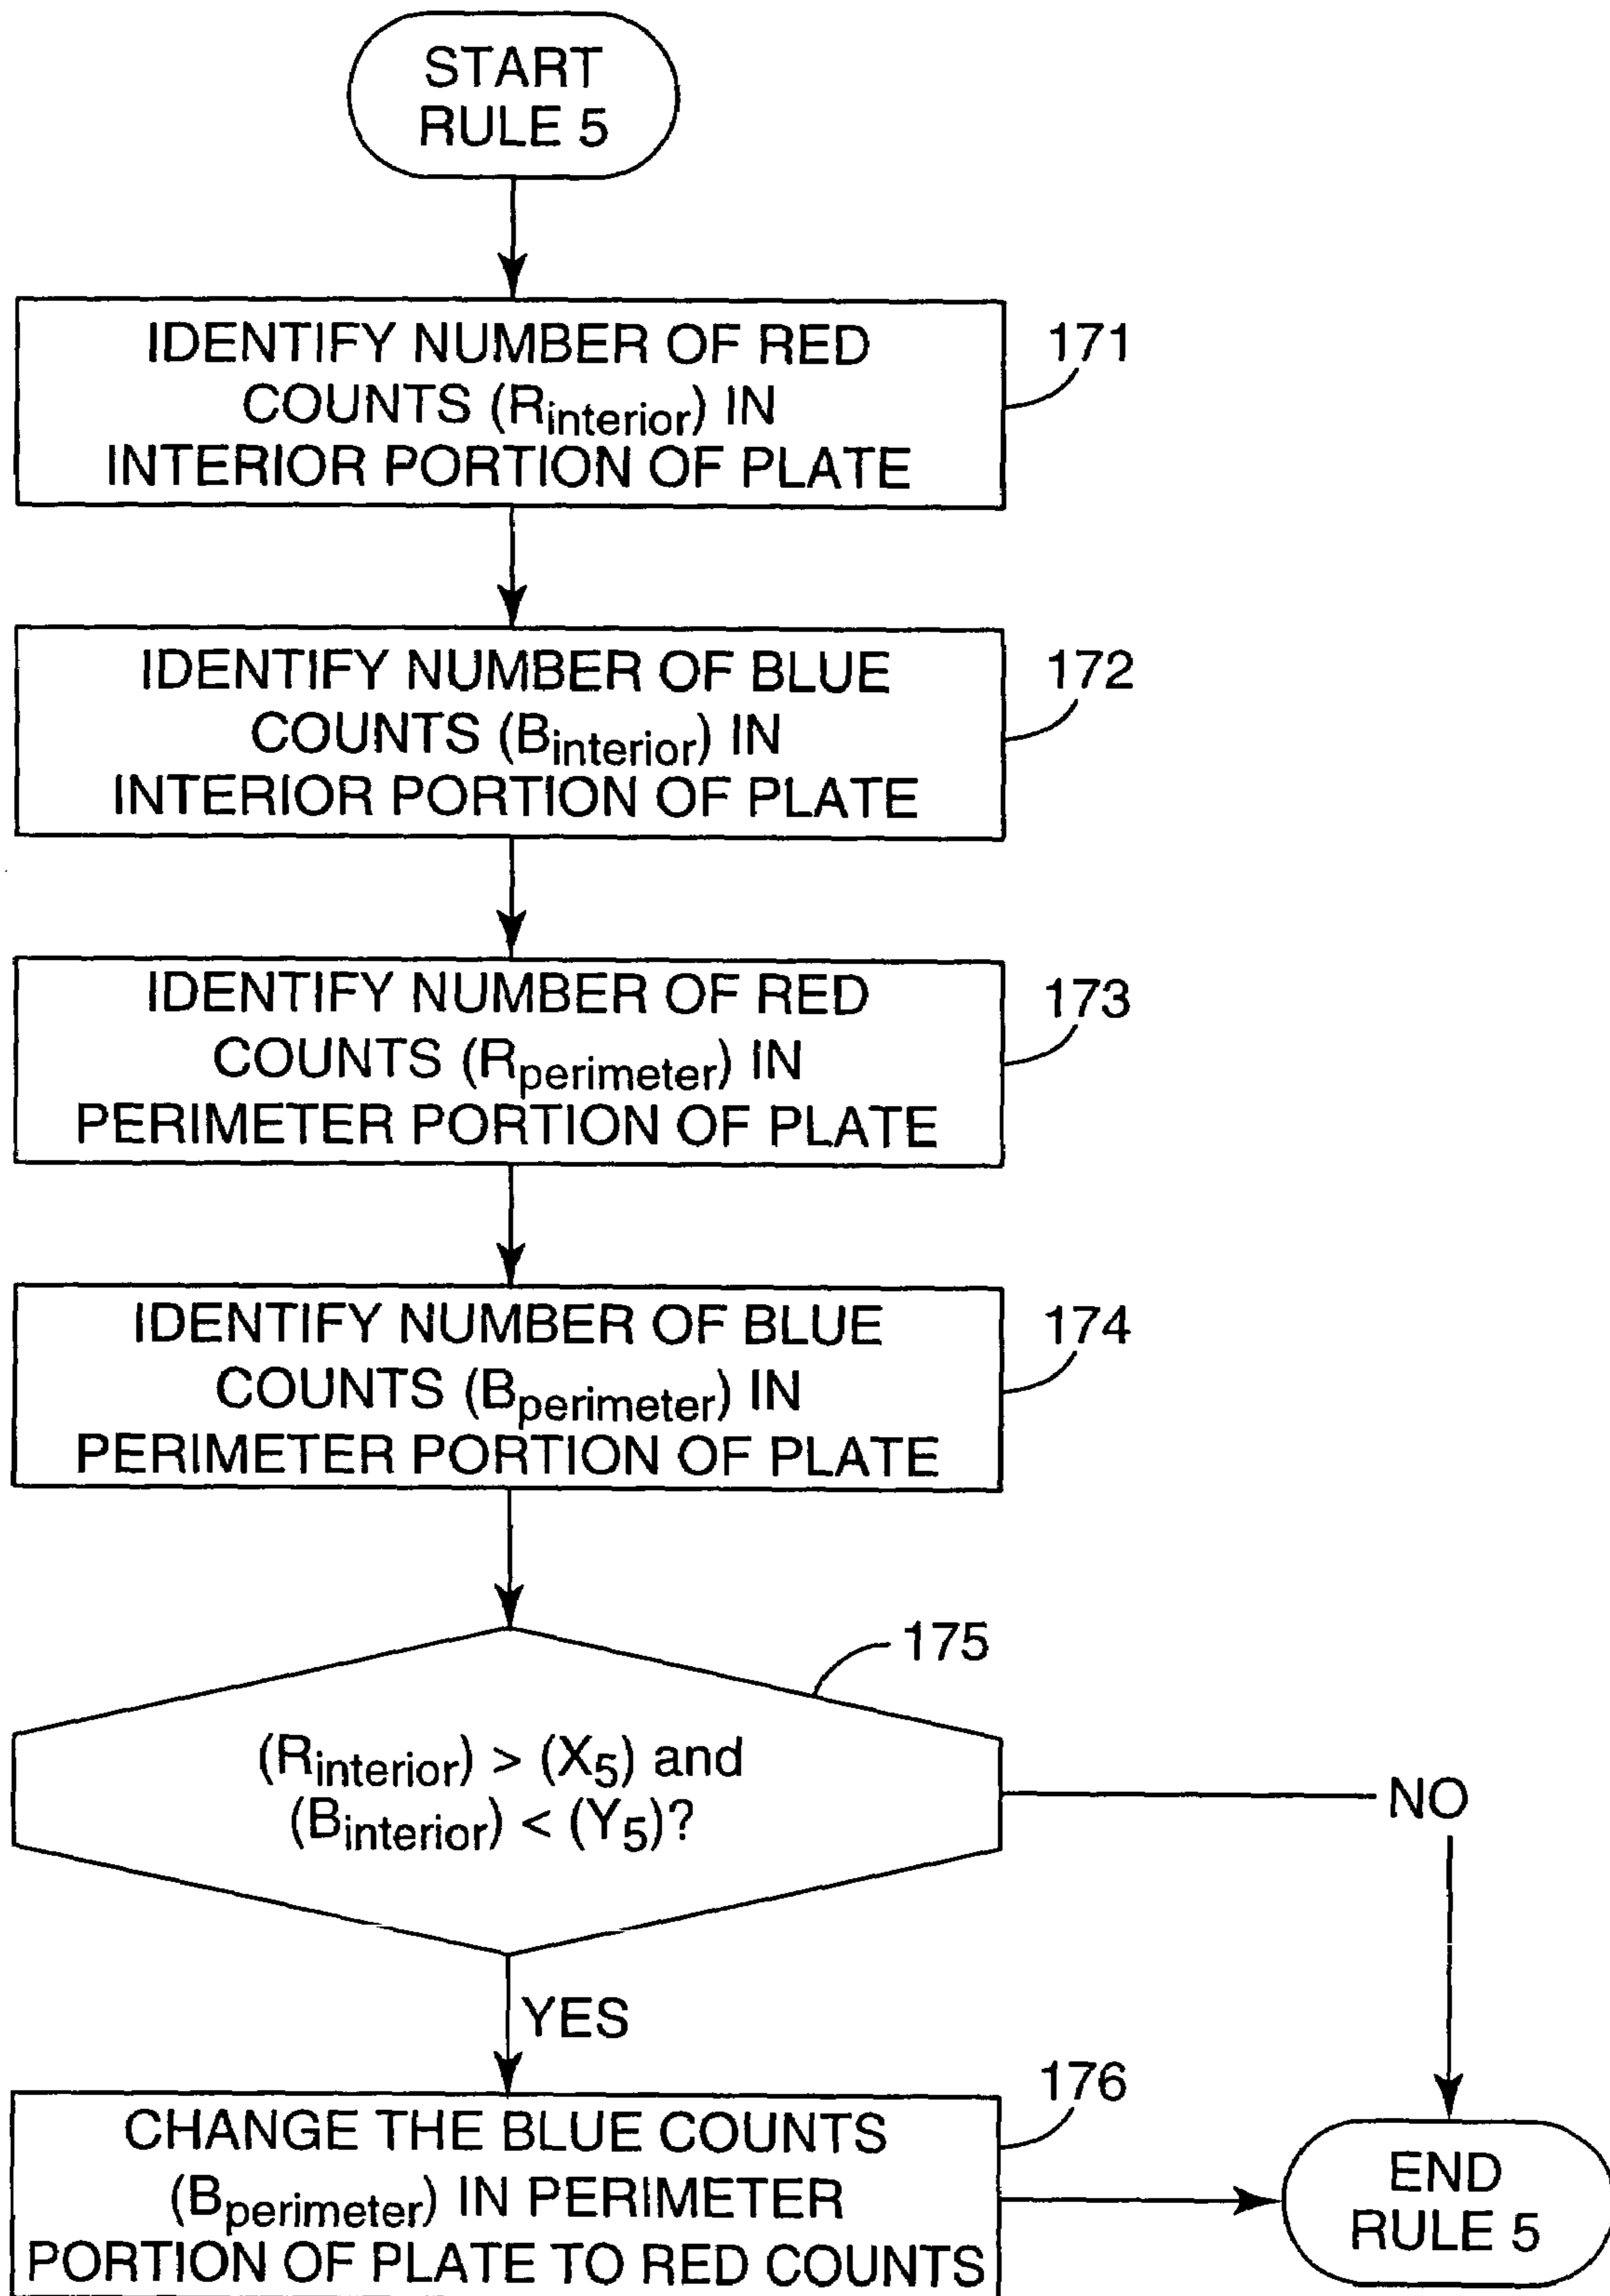 START
RULE 5
IDENTIFY NUMBER OF RED
COUNTS (Rinterior) IN
INTERIOR PORTION OF PLATE
171
IDENTIFY NUMBER OF BLUE
COUNTS (Binterior) IN
INTERIOR PORTION OF PLATE
172
IDENTIFY NUMBER OF RED
COUNTS (Rperimeter) IN
PERIMETER PORTION OF PLATE
173
IDENTIFY NUMBER OF BLUE
COUNTS (Bperimeter) IN
PERIMETER PORTION OF PLATE
174
175
(Rinterior) > (X5) and
(Binterior) < (Y5)?
NO
YES
176
CHANGE THE BLUE COUNTS
(Bperimeter) IN PERIMETER
PORTION OF PLATE TO RED COUNTS
END
RULE 5